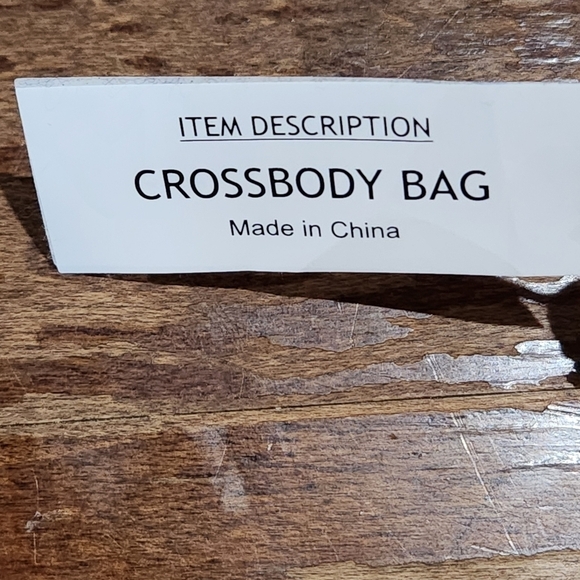 ITEM DESCRIPTION
CROSSBODY BAG
Made in China